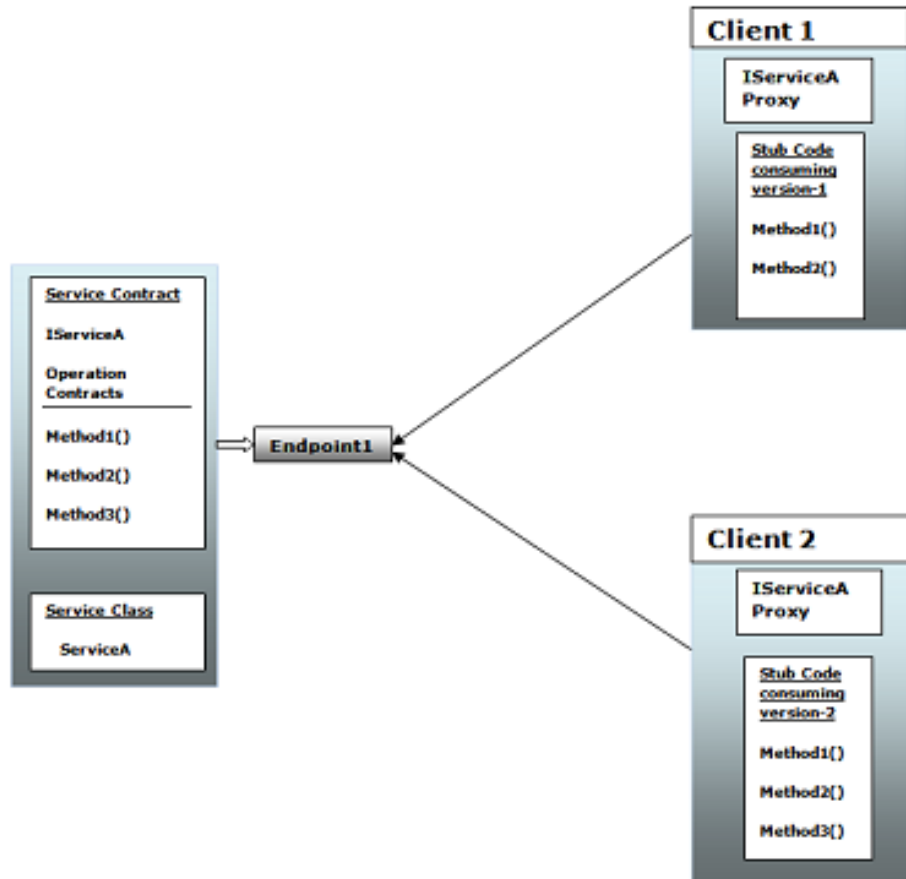 Client 1
IServiceA
Proxy
Stub Code
consuming
version-1
Method1()
Method2()
Service Contract
IServiceA
Operation
Contracts
Method1()
Method2()
Method3()
Service Class
ServiceA
Endpoint1
Client 2
IServiceA
Proxy
Stub Code
consuming
version-2
Method1()
Method2()
Method3()